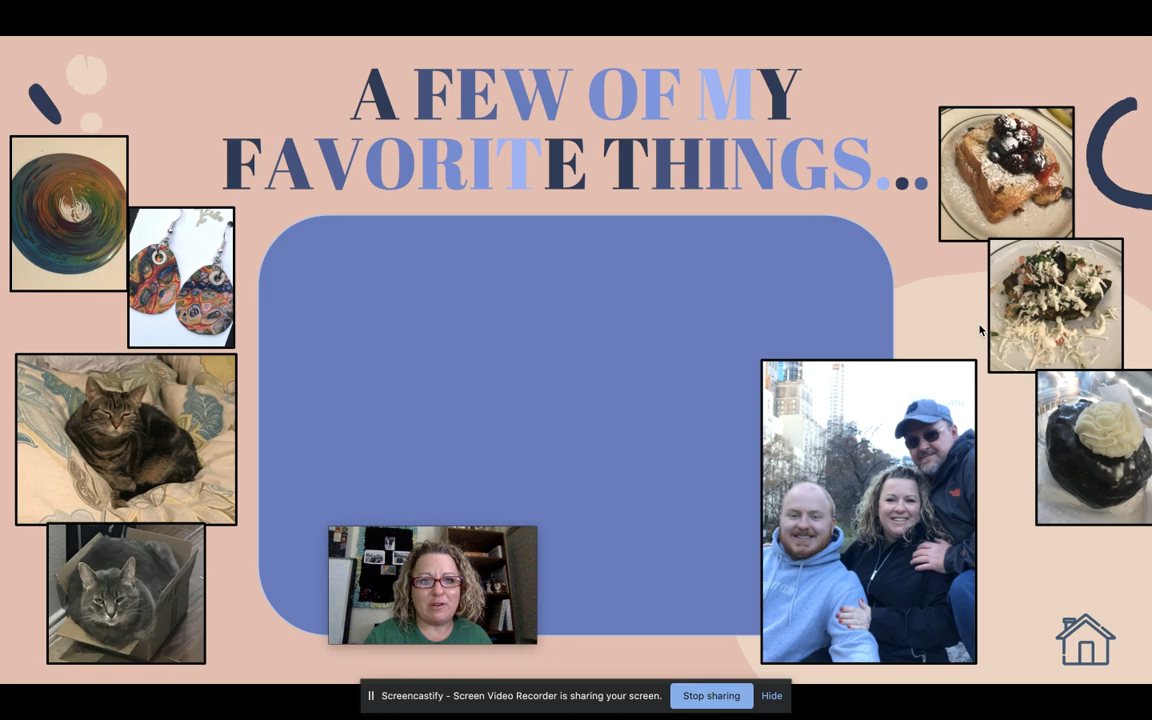 A FEW OF MY
FAVORITE THINGS...
Screencastify - Screen Video Recorder is sharing your screen. Stop sharing Hide